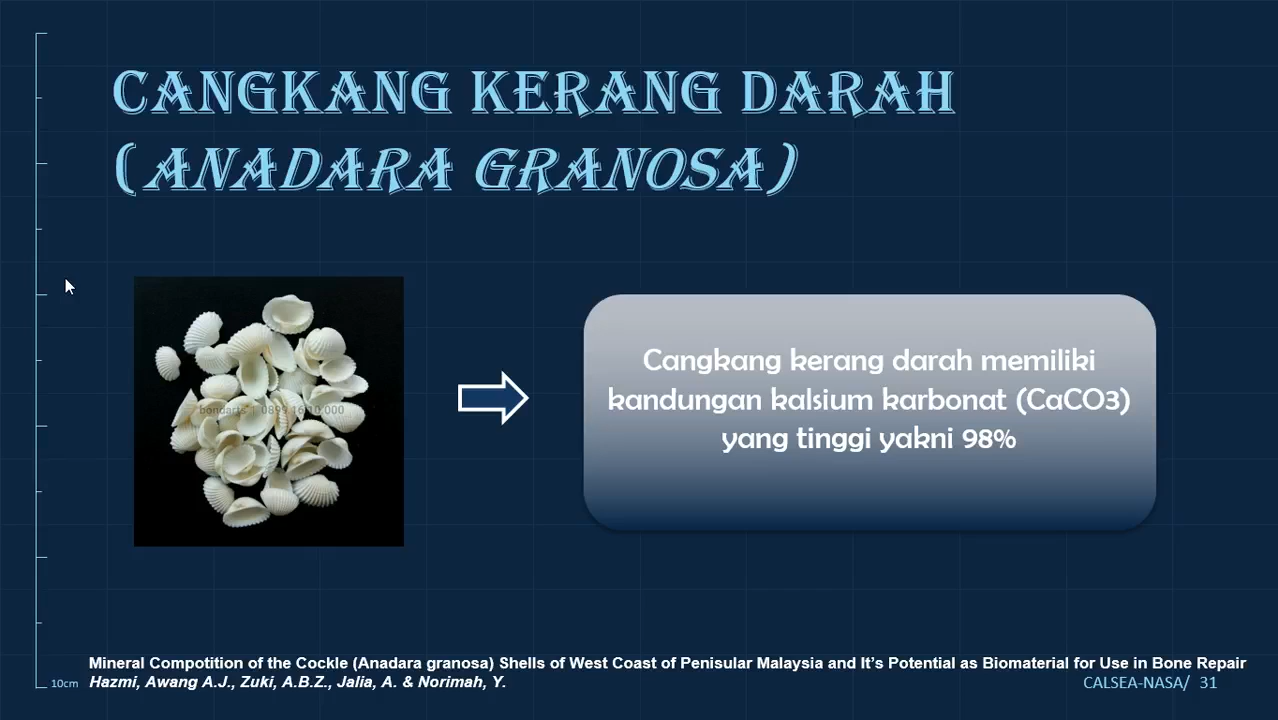 CANGKANG KERANG DARAH
(ANADARA GRANOSA)
Cangkang kerang darah memiliki
kandungan kalsium karbonat (CaCO3)
yang tinggi yakni 98%
Mineral Compotition of the Cockle (Anadara granosa) Shells of West Coast of Penisular Malaysia and It's Potential as Biomaterial for Use in Bone Repair
10cm Hazmi, Awang A.J., Zuki, A.B.Z., Jalia, A. & Norimah, Y.
CALSEA-NASA/ 31